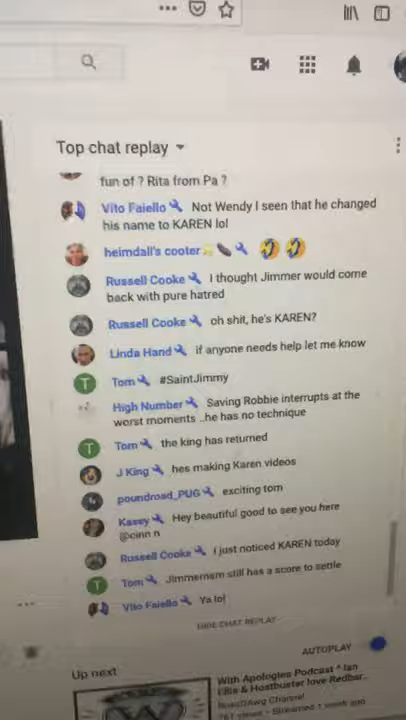 Top chat replay
fun of ? Rita from Pa ?
Vito Faiello Not Wendy I seen that he changed
his name to KAREN lol
heimdall's cooter
Russell Cooke I thought Jimmer would come
back with pure hatred
Russell Cooke oh shit, he's KAREN?
Linda Hand if anyone needs help let me know
T Tom #SaintJimmy
High Number Saving Robbie interrupts at the
worst moments ..he has no technique
T Tom the king has returned
J King hes making Karen videos
poundroad_PUG exciting tom
Kasey Hey beautiful good to see you here
@cinn n
Russell Cooke I just noticed KAREN today
T Tom Jimmernsm still has a score to settle
Vito Faiello Ya lol
HIDE CHAT REPLAY
AUTOPLAY
Up next
With Apologies Podcast ^ Ian
Ellis & Hostbuster love Redbar...
Channel
Streamed 1 week ago